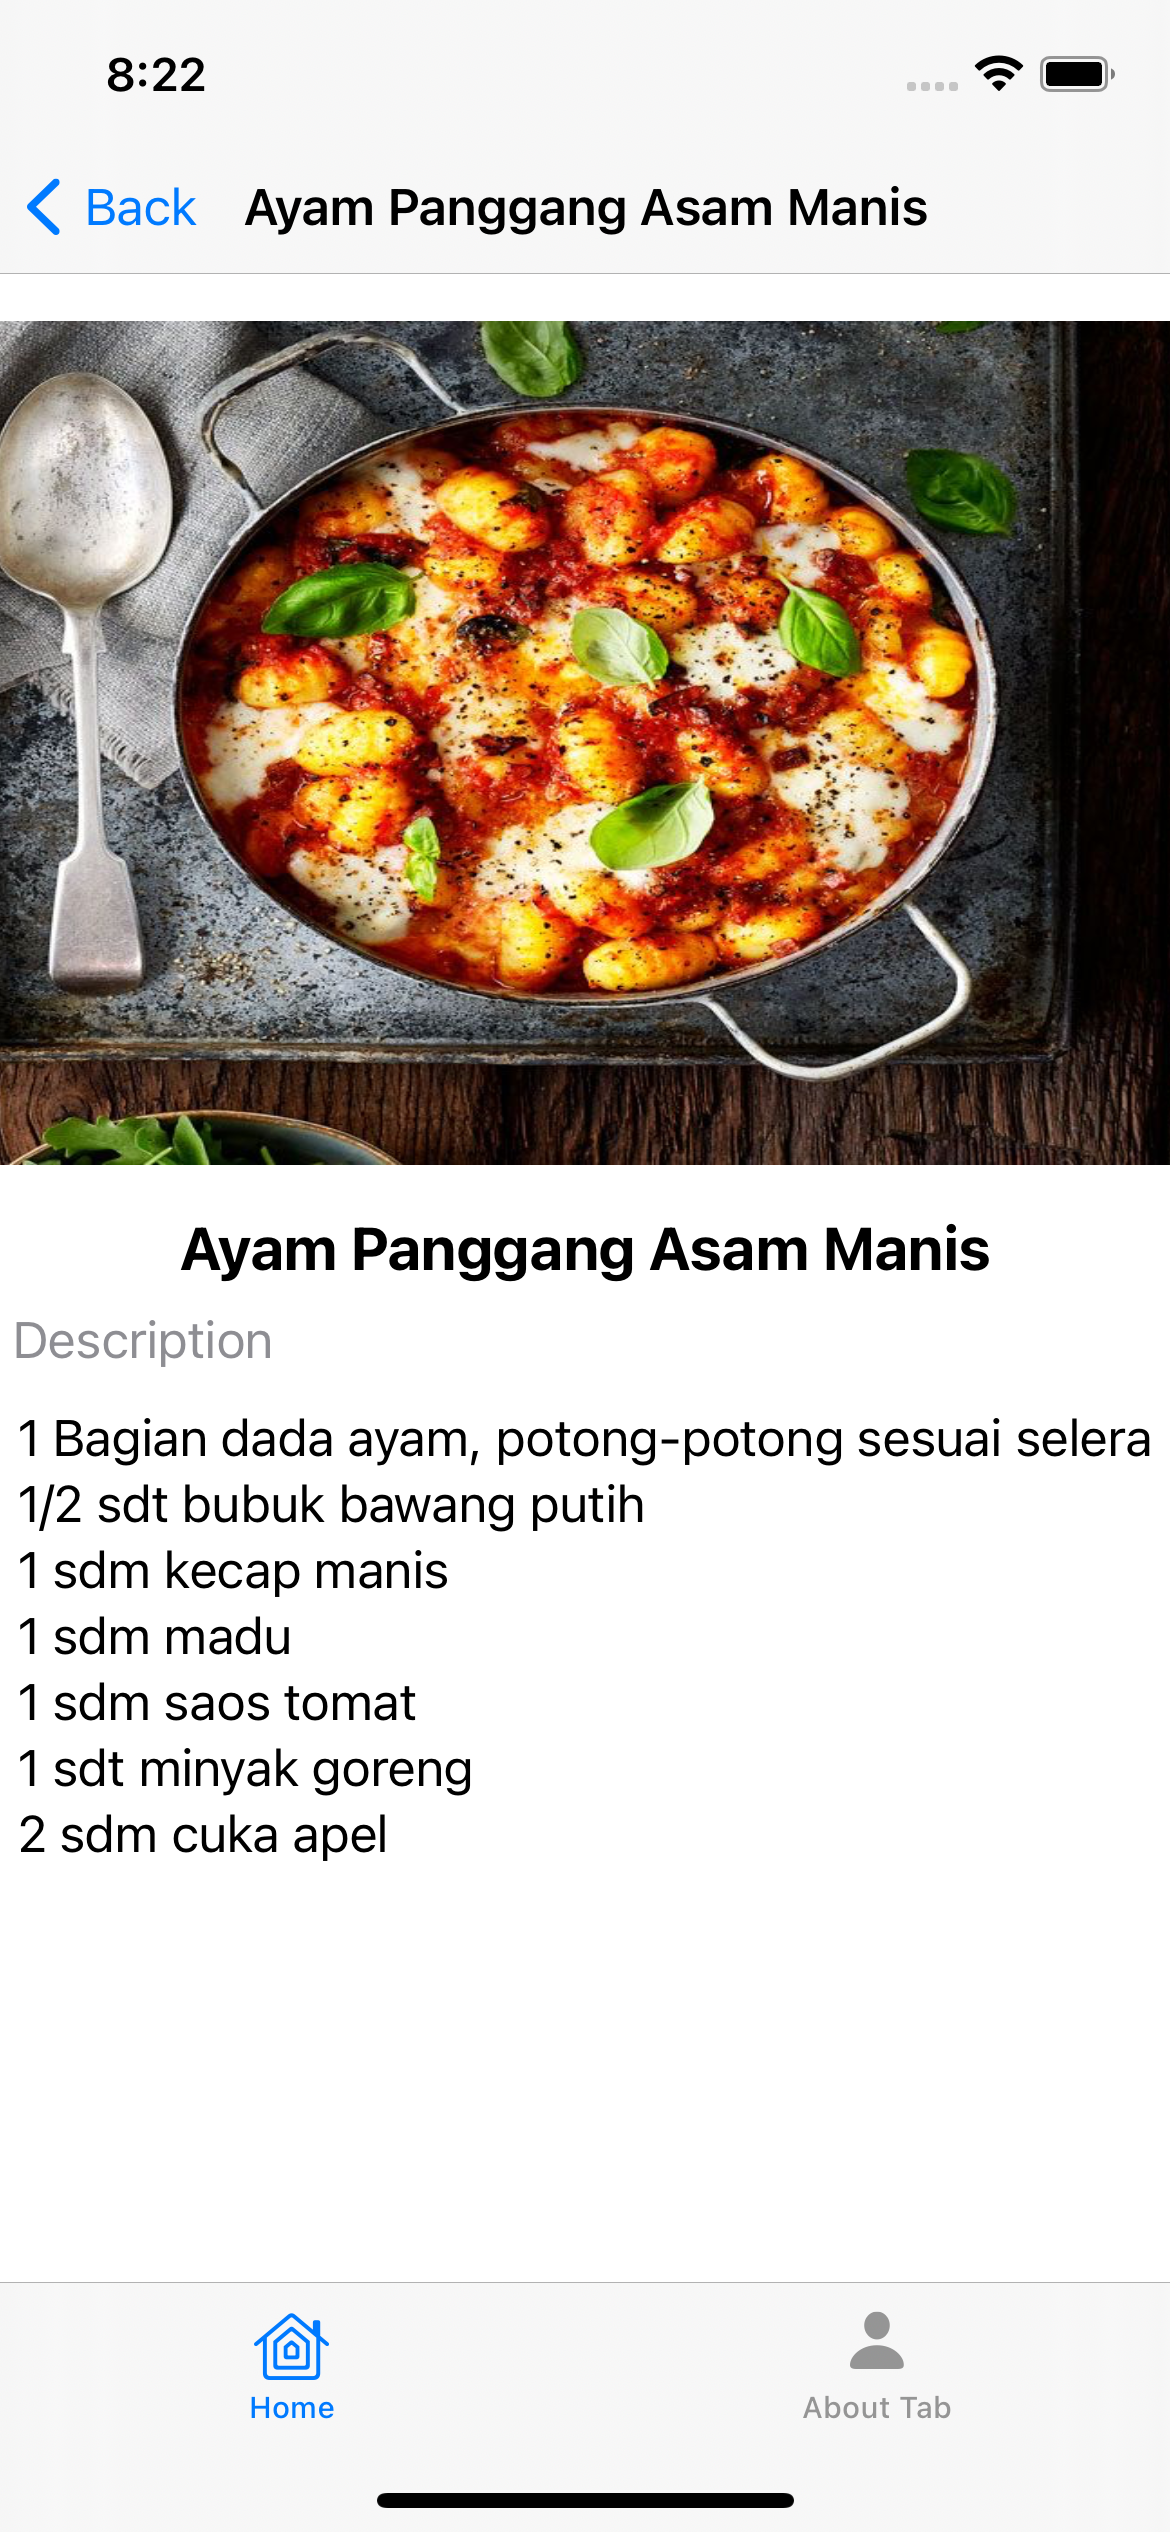 8:22
Back
Ayam Panggang Asam Manis
Ayam Panggang Asam Manis
Description
1 Bagian dada ayam, potong-potong sesuai selera
1/2 sdt bubuk bawang putih
1 sdm kecap manis
1 sdm madu
1 sdm saos tomat
1 sdt minyak goreng
2 sdm cuka apel
Home
About Tab